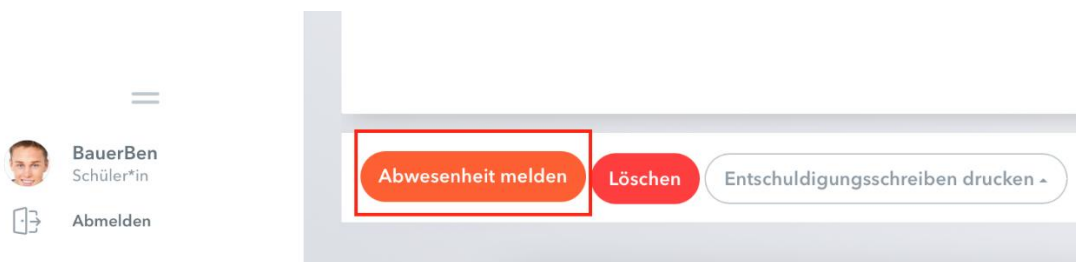 BauerBen
Schüler*in
Abmelden
Abwesenheit melden
Löschen
Entschuldigungsschreiben drucken